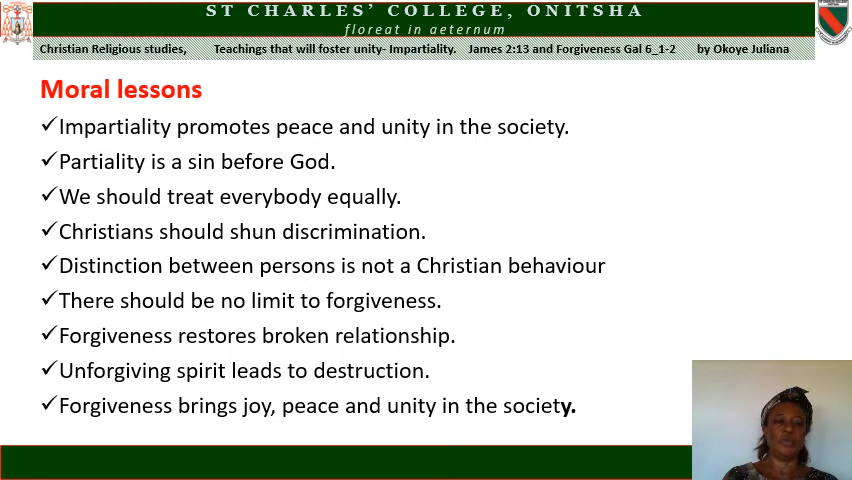 ST CHARLES' COLLEGE, ONITSHA
floreat in aeternum
Christian Religious studies, Teachings that will foster unity- Impartiality. James 2:13 and Forgiveness Gal 6_1-2 by Okoye Juliana
Moral lessons
✓Impartiality promotes peace and unity in the society.
✓Partiality is a sin before God.
✓We should treat everybody equally.
✓Christians should shun discrimination.
✓Distinction between persons is not a Christian behaviour
✓There should be no limit to forgiveness.
✓Forgiveness restores broken relationship.
✓Unforgiving spirit leads to destruction.
✓Forgiveness brings joy, peace and unity in the society.